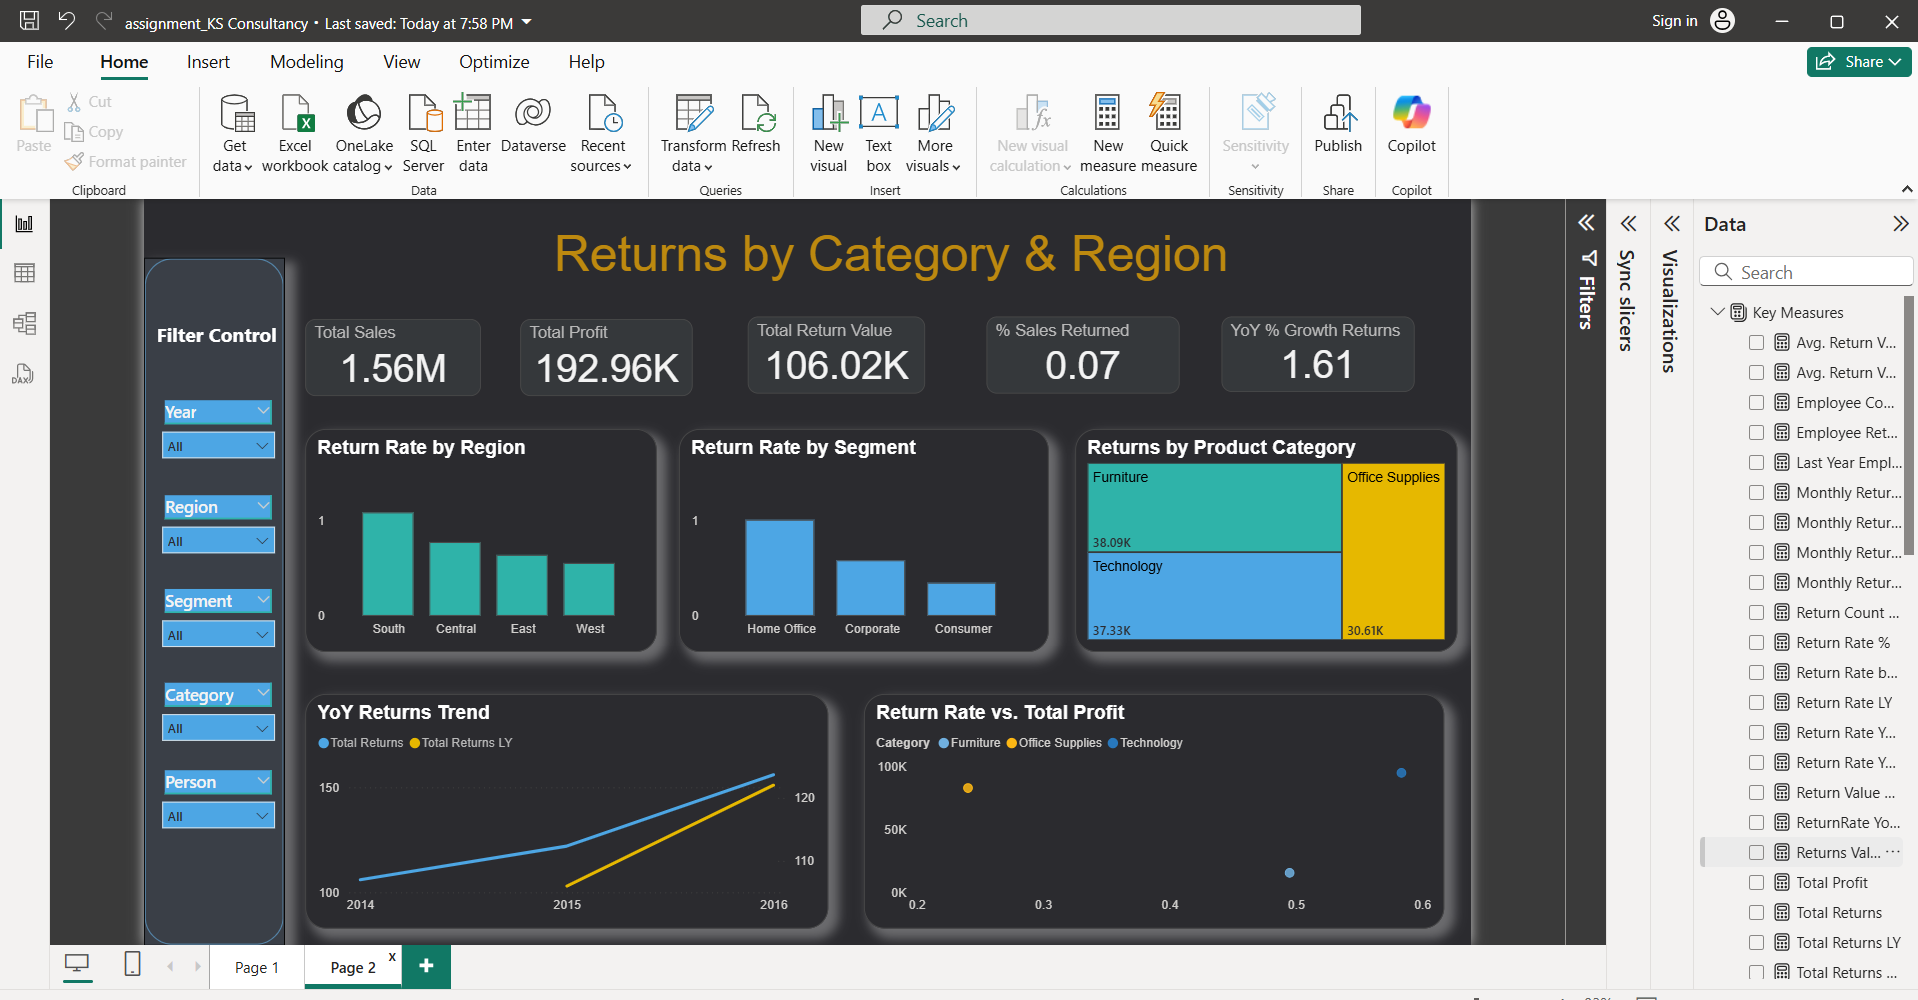 assignment_KS Consultancy • Last saved: Today at 7:58 PM
Search
Sign in
File Home Insert Modeling View Optimize Help
Share
Paste
Cut
Copy
Format painter
Clipboard
Get data
Excel workbook
OneLake catalog
SQL Server
Enter data
Dataverse
Recent sources
Data
Transform data
Refresh
Queries
New visual
Text box
More visuals
Insert
New visual calculation
New measure
Quick measure
Calculations
Sensitivity
Sensitivity
Publish
Share
Copilot
Copilot
DAX
Returns by Category & Region
Filter Control
Year
All
Region
All
Segment
All
Category
All
Person
All
Total Sales
1.56M
Total Profit
192.96K
Total Return Value
106.02K
% Sales Returned
0.07
YoY % Growth Returns
1.61
Return Rate by Region
1
0
South Central East West
Return Rate by Segment
1
0
Home Office Corporate Consumer
Returns by Product Category
Furniture
38.09K
Technology
37.33K
Office Supplies
30.61K
YoY Returns Trend
Total Returns Total Returns LY
150
100
120
110
2014 2015 2016
Return Rate vs. Total Profit
Category Furniture Office Supplies Technology
100K
50K
0K
0.2 0.3 0.4 0.5 0.6
Filters
Sync slicers
Visualizations
Data
Search
Key Measures
Avg. Return V...
Avg. Return V...
Employee Co...
Employee Ret...
Last Year Empl...
Monthly Retur...
Monthly Retur...
Monthly Retur...
Monthly Retur...
Return Count ...
Return Rate %
Return Rate b...
Return Rate LY
Return Rate Y...
Return Rate Y...
Return Value ...
ReturnRate Yo...
Returns Val... ...
Total Profit
Total Returns
Total Returns LY
Total Returns ...
Page 1
Page 2 x
+